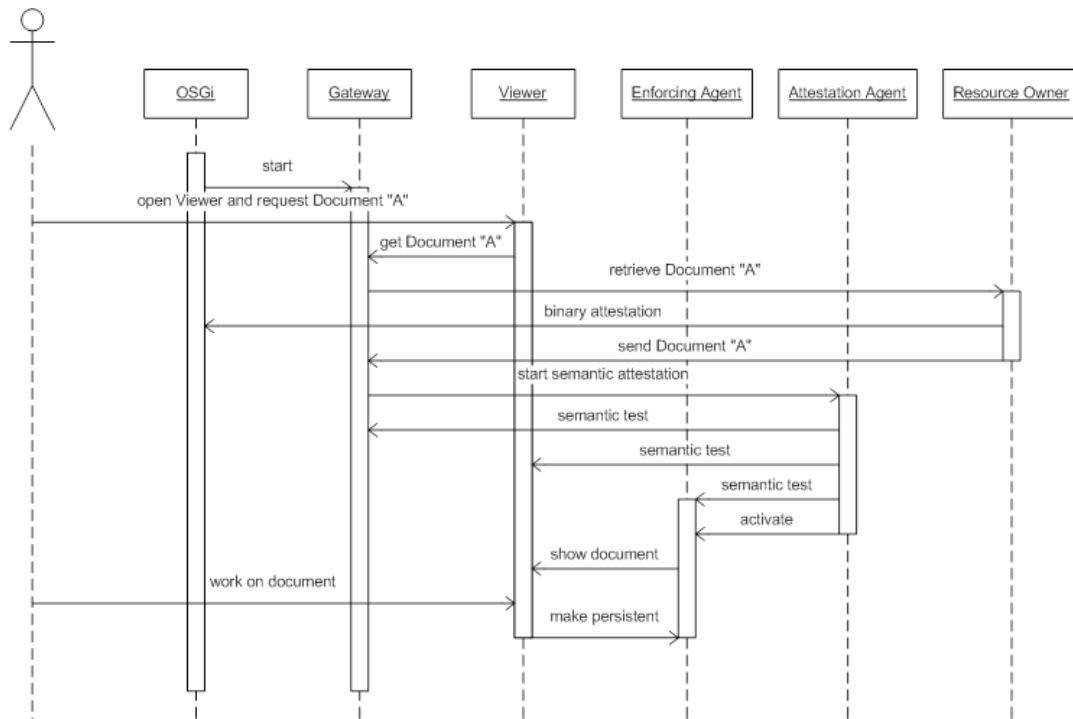 OSGi
Gateway
Viewer
Enforcing Agent
Attestation Agent
Resource Owner
start
open Viewer and request Document "A"
get Document "A"
retrieve Document "A"
binary attestation
send Document "A"
start semantic attestation
semantic test
semantic test
semantic test
activate
show document
work on document
make persistent